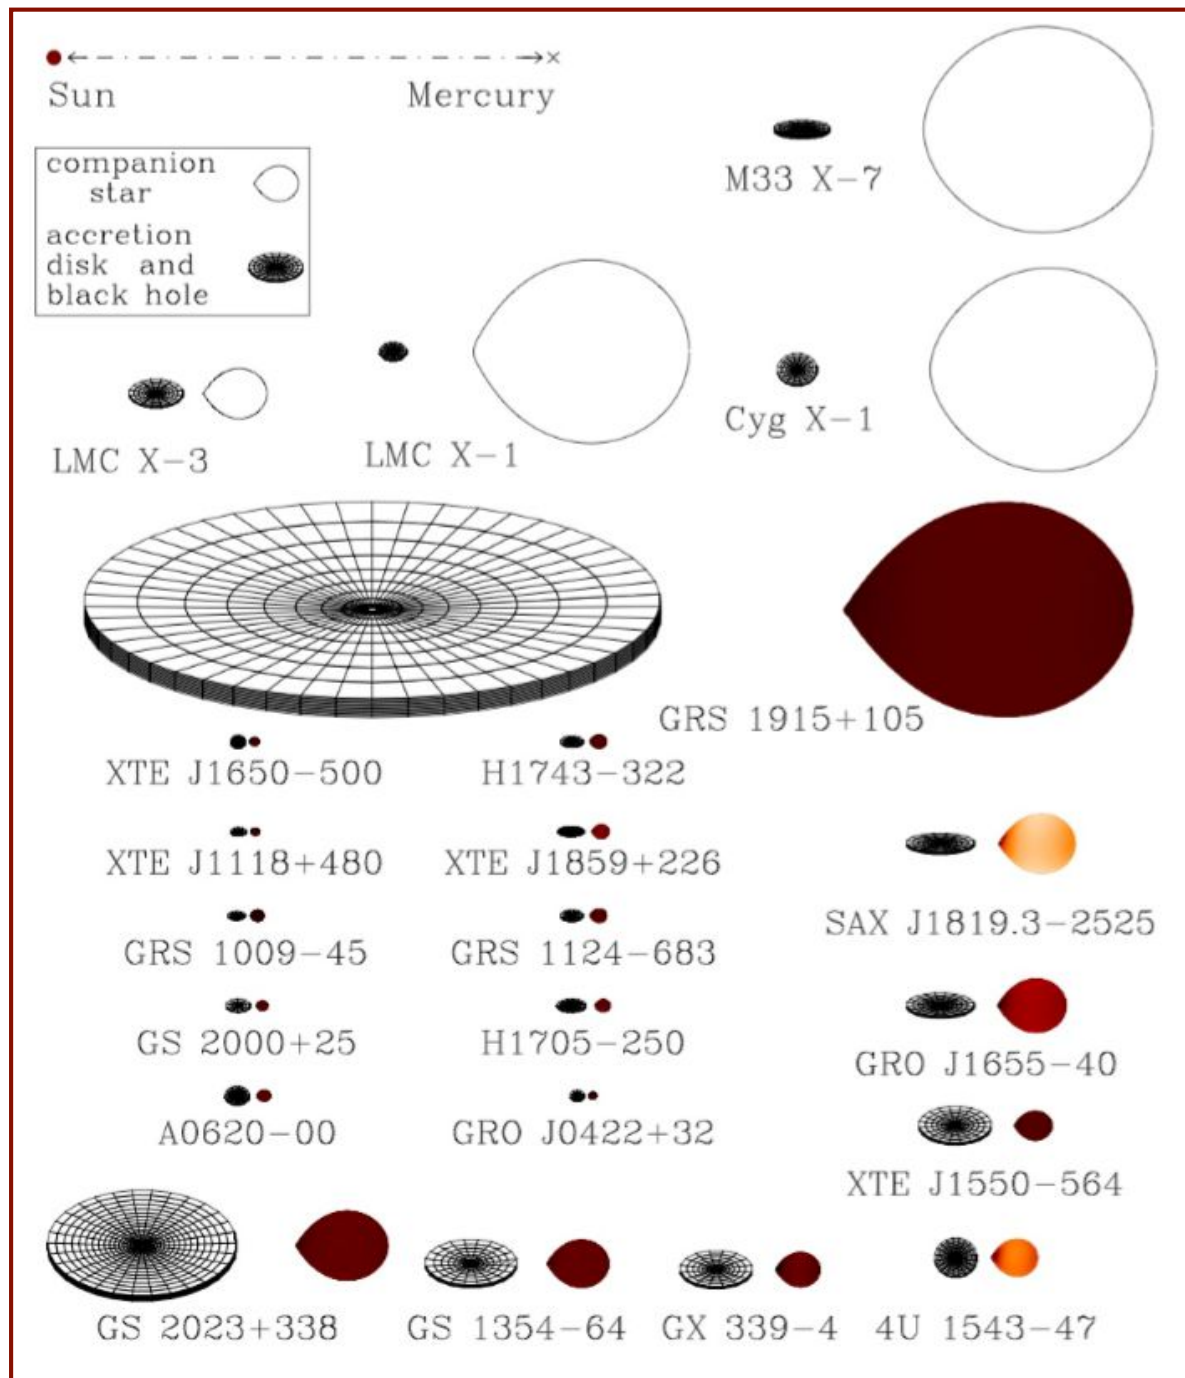 Sun
Mercury
companion
star
accretion
disk and
black hole
M33 X-7
LMC X-3
LMC X-1
Cyg X-1
GRS 1915+105
XTE J1650-500
H1743-322
XTE J1118+480
XTE J1859+226
SAX J1819.3-2525
GRS 1009-45
GRS 1124-683
GS 2000+25
H1705-250
GRO J1655-40
A0620-00
GRO J0422+32
XTE J1550-564
GS 2023+338
GS 1354-64
GX 339-4
4U 1543-47